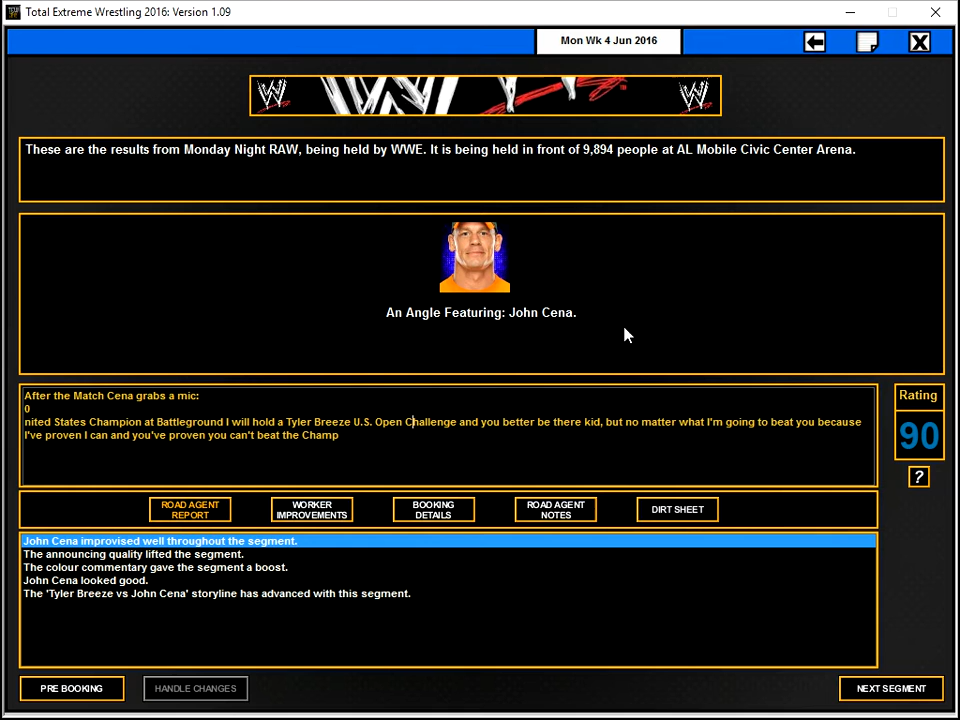 Total Extreme Wrestling 2016: Version 1.09
Mon Wk 4 Jun 2016
These are the results from Monday Night RAW, being held by WWE. It is being held in front of 9,894 people at AL Mobile Civic Center Arena.
An Angle Featuring: John Cena.
After the Match Cena grabs a mic:
0
nited States Champion at Battleground I will hold a Tyler Breeze U.S. Open Challenge and you better be there kid, but no matter what I'm going to beat you because
I've proven I can and you've proven you can't beat the Champ
Rating
90
?
ROAD AGENT
REPORT
WORKER
IMPROVEMENTS
BOOKING
DETAILS
ROAD AGENT
NOTES
DIRT SHEET
John Cena improvised well throughout the segment.
The announcing quality lifted the segment.
The colour commentary gave the segment a boost.
John Cena looked good.
The 'Tyler Breeze vs John Cena' storyline has advanced with this segment.
PRE BOOKING
HANDLE CHANGES
NEXT SEGMENT